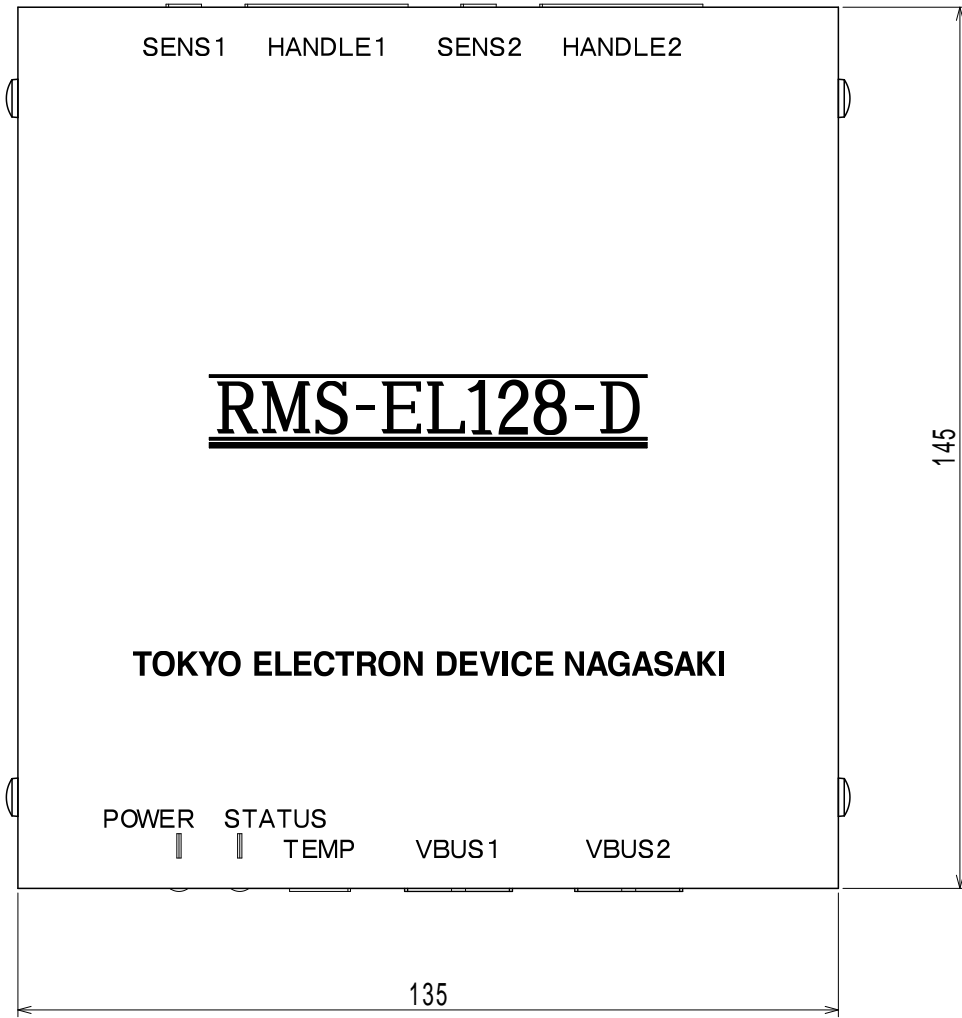 SENS1 HANDLE1 SENS2 HANDLE2
RMS-EL128-D
145
TOKYO ELECTRON DEVICE NAGASAKI
POWER STATUS
TEMP VBUS1 VBUS2
135